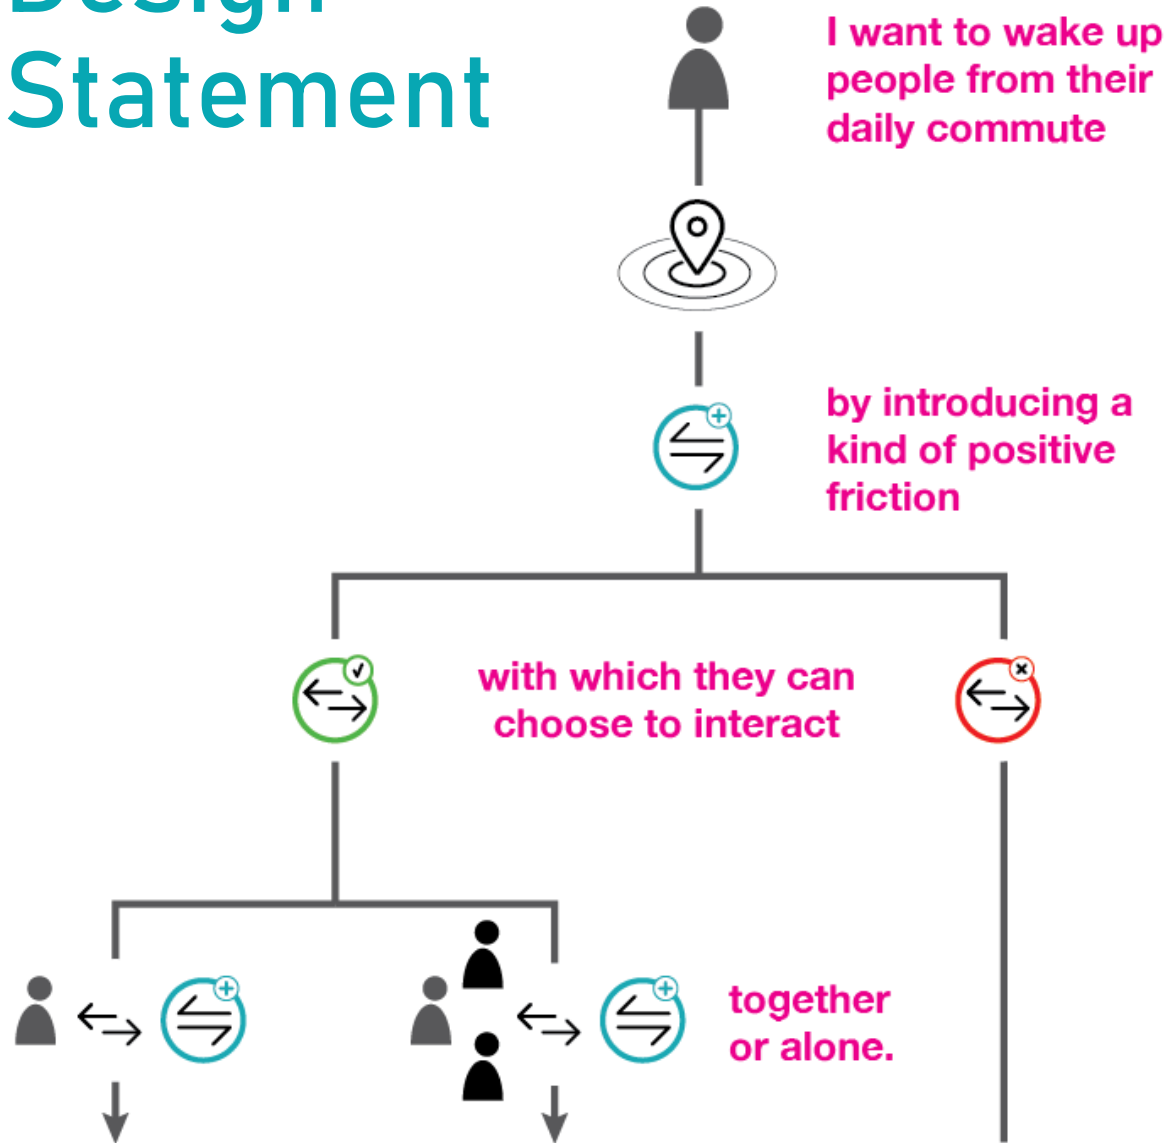 Design
Statement
I want to wake up
people from their
daily commute
by introducing a
kind of positive
friction
with which they can
choose to interact
together
or alone.